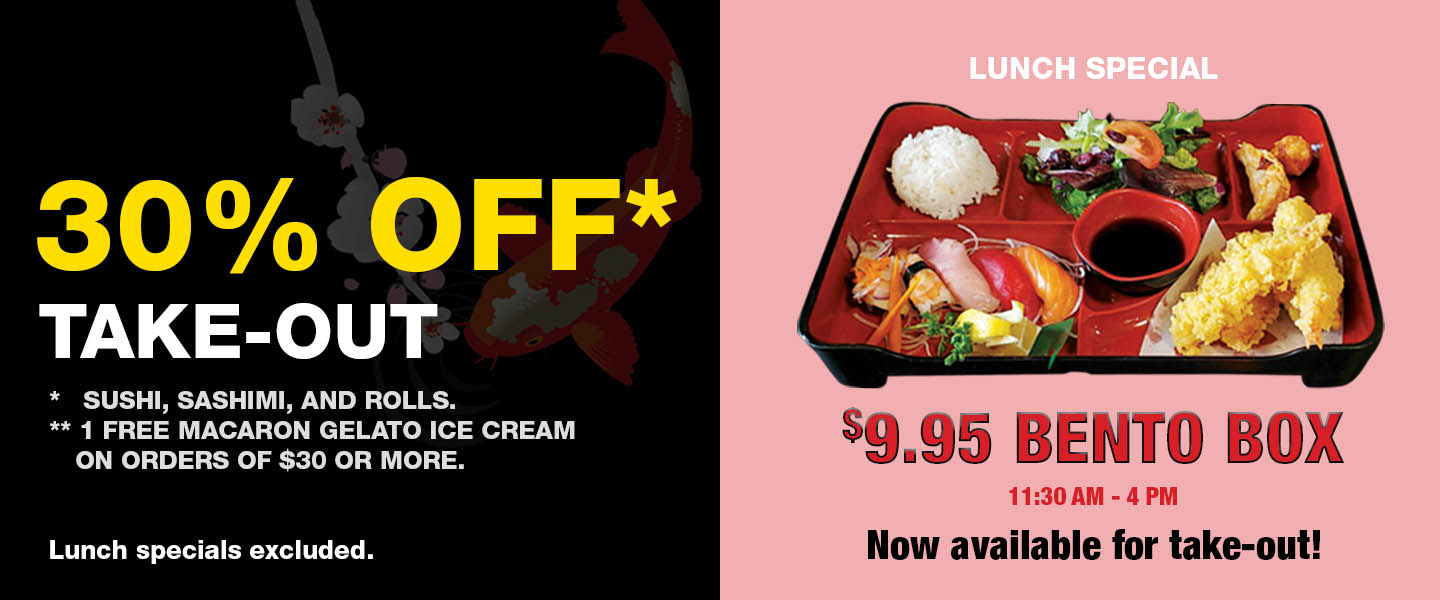 30% OFF*
TAKE-OUT
* SUSHI, SASHIMI, AND ROLLS.
** 1 FREE MACARON GELATO ICE CREAM
ON ORDERS OF $30 OR MORE.
Lunch specials excluded.
LUNCH SPECIAL
$9.95 BENTO BOX
11:30 AM - 4 PM
Now available for take-out!